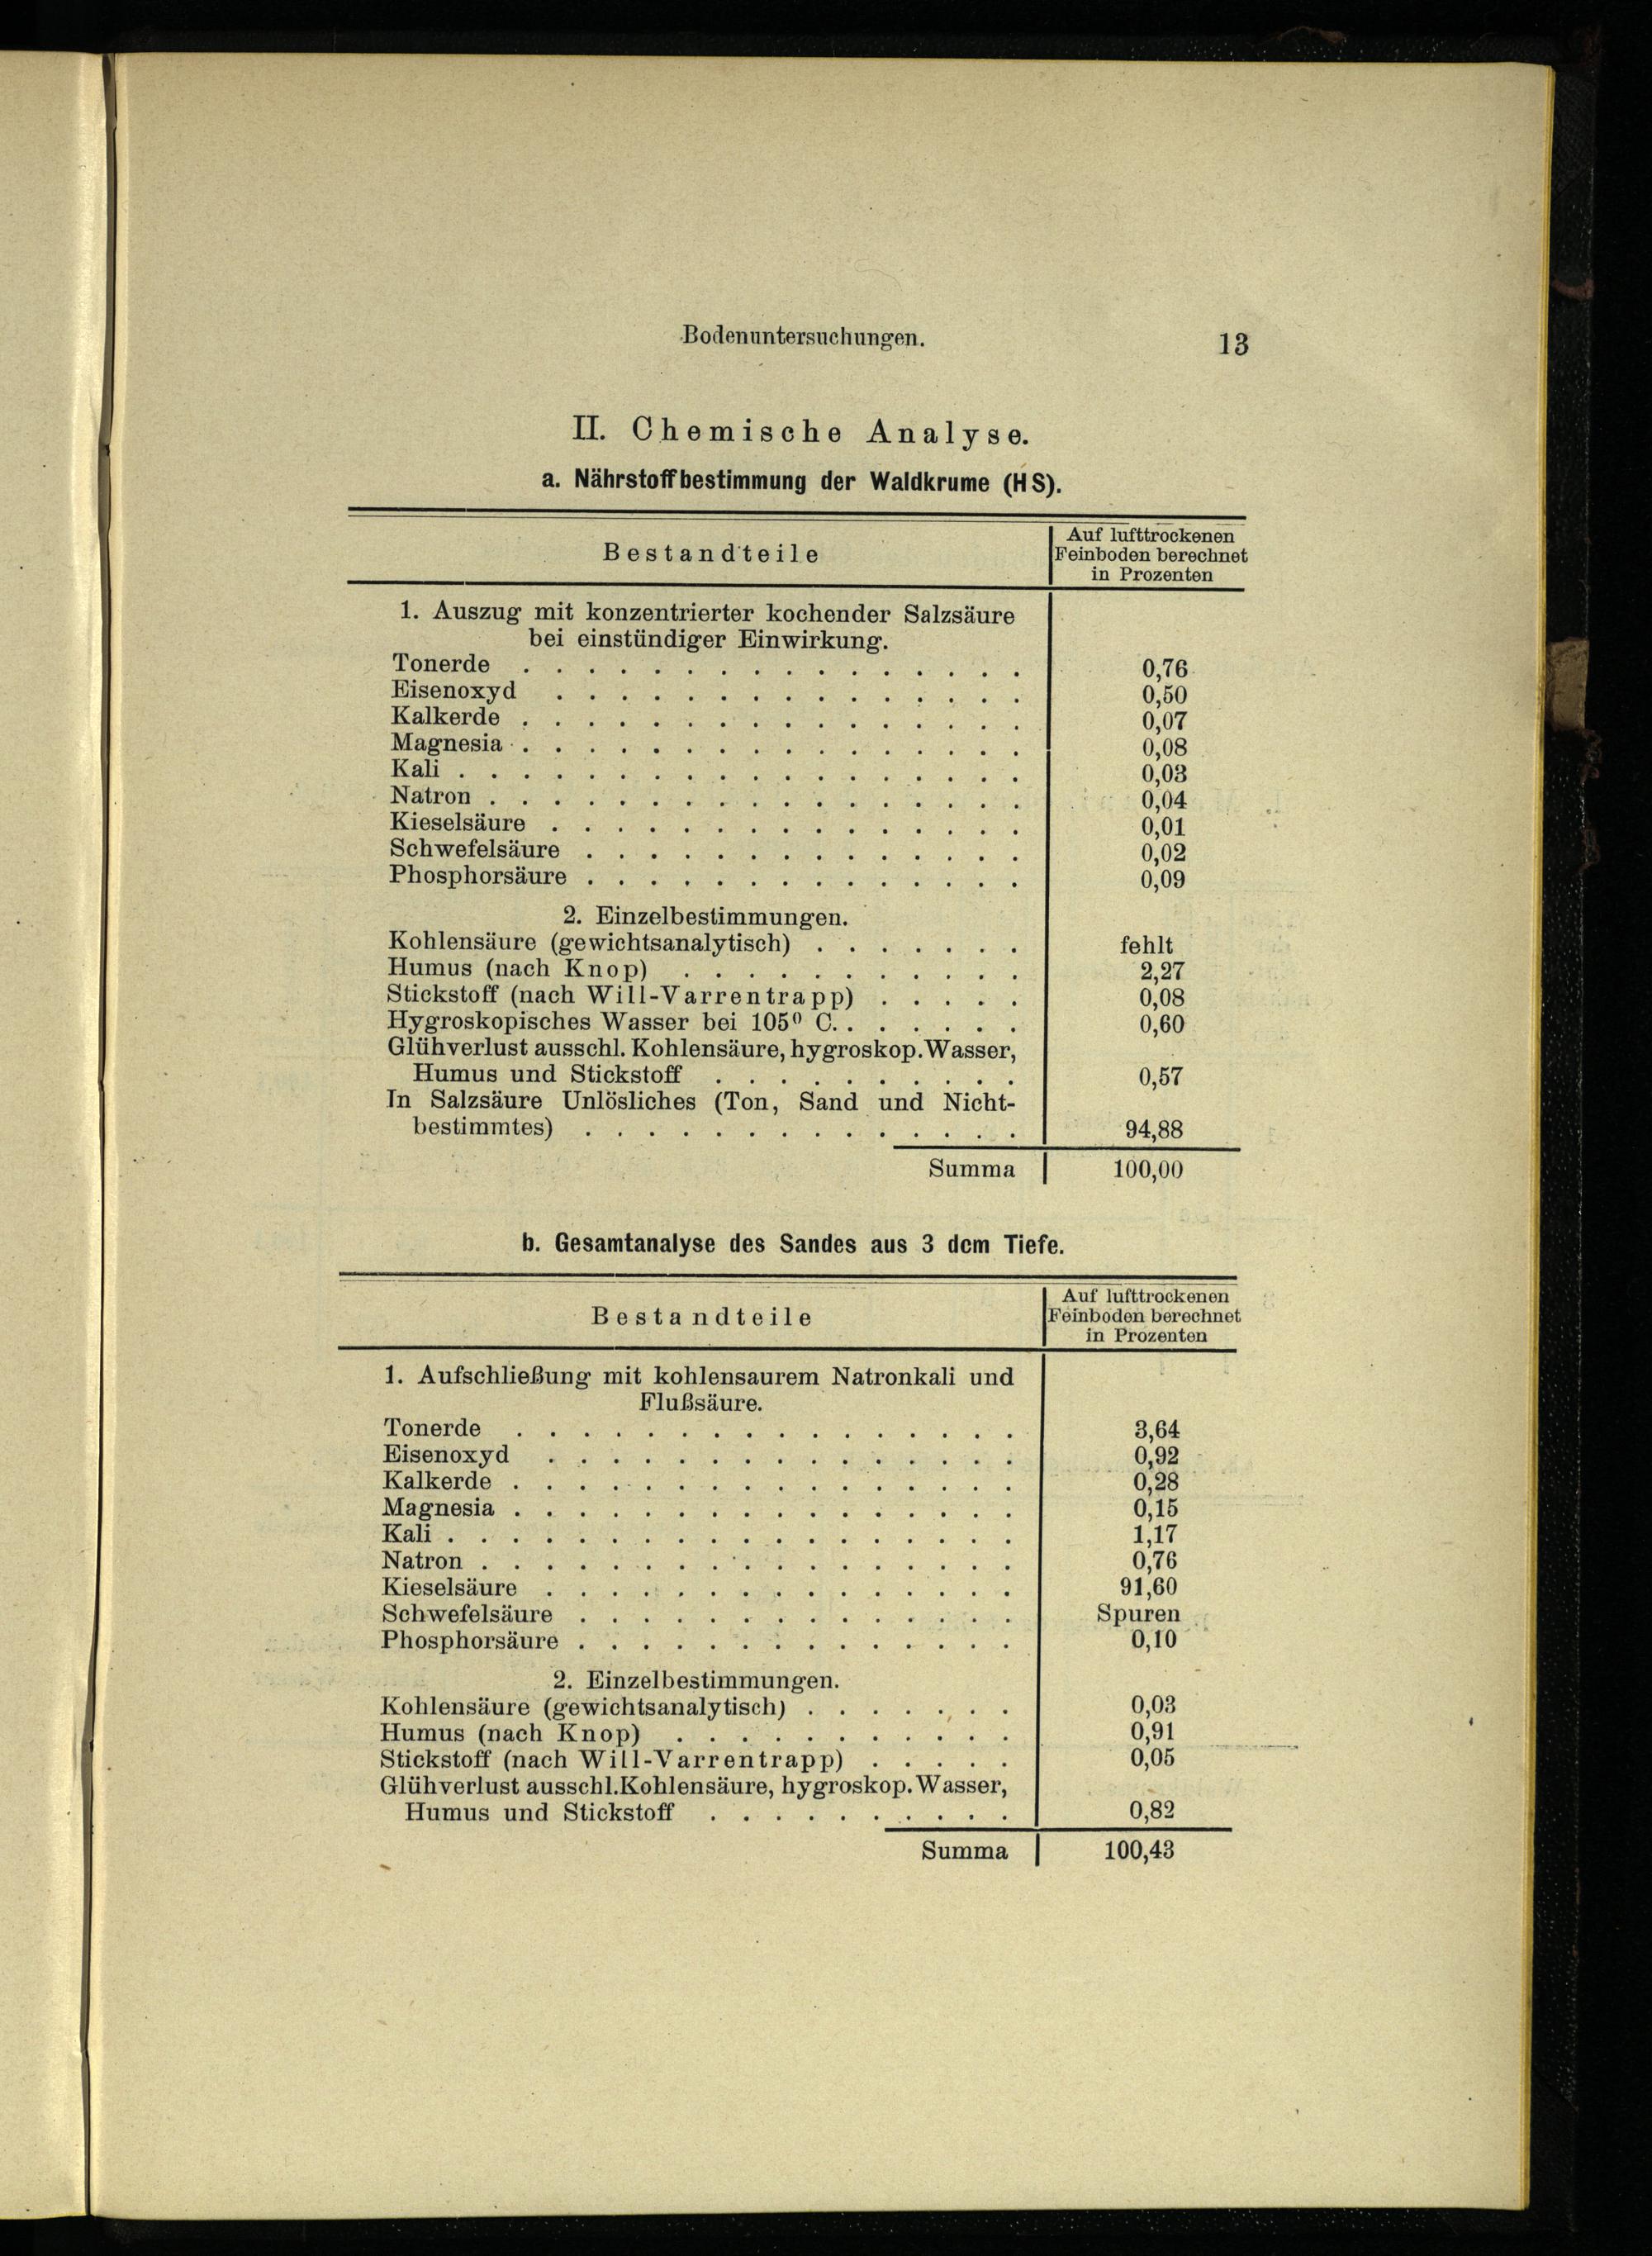 Bodenuntersuchungen. 13
II. Chemische Analyse.
a. Nährstoffbestimmung der Waldkrume (HS).
Bestandteile
Auf lufttrockenen
Feinboden berechnet
in Prozenten
1. Auszug mit konzentrierter kochender Salzsäure
bei einstündiger Einwirkung.
Tonerde . . . . . . . . . . . . . . . . 0,76
Eisenoxyd . . . . . . . . . . . . . . . 0,50
Kalkerde . . . . . . . . . . . . . . . . 0,07
Magnesia . . . . . . . . . . . . . . . . 0,08
Kali . . . . . . . . . . . . . . . . . . 0,03
Natron . . . . . . . . . . . . . . . . . 0,04
Kieselsäure . . . . . . . . . . . . . . . 0,01
Schwefelsäure . . . . . . . . . . . . . . 0,02
Phosphorsäure . . . . . . . . . . . . . . 0,09
2. Einzelbestimmungen.
Kohlensäure (gewichtsanalytisch) . . . . . . . fehlt
Humus (nach Knop) . . . . . . . . . . . 2,27
Stickstoff (nach Will-Varrentrapp) . . . . . 0,08
Hygroskopisches Wasser bei 105⁰ C. . . . . . . 0,60
Glühverlust ausschl. Kohlensäure, hygroskop. Wasser,
Humus und Stickstoff . . . . . . . . . . 0,57
In Salzsäure Unlösliches (Ton, Sand und Nicht-
bestimmtes) . . . . . . . . . . . . . . 94,88
Summa 100,00
b. Gesamtanalyse des Sandes aus 3 dcm Tiefe.
Bestandteile
Auf lufttrockenen
Feinboden berechnet
in Prozenten
1. Aufschließung mit kohlensaurem Natronkali und
Flußsäure.
Tonerde . . . . . . . . . . . . . . . . 3,64
Eisenoxyd . . . . . . . . . . . . . . . 0,92
Kalkerde . . . . . . . . . . . . . . . . 0,28
Magnesia . . . . . . . . . . . . . . . . 0,15
Kali . . . . . . . . . . . . . . . . . . 1,17
Natron . . . . . . . . . . . . . . . . . 0,76
Kieselsäure . . . . . . . . . . . . . . . 91,60
Schwefelsäure . . . . . . . . . . . . . . Spuren
Phosphorsäure . . . . . . . . . . . . . . 0,10
2. Einzelbestimmungen.
Kohlensäure (gewichtsanalytisch) . . . . . . . 0,03
Humus (nach Knop) . . . . . . . . . . . 0,91
Stickstoff (nach Will-Varrentrapp) . . . . . 0,05
Glühverlust ausschl. Kohlensäure, hygroskop. Wasser,
Humus und Stickstoff . . . . . . . . . . 0,82
Summa 100,43